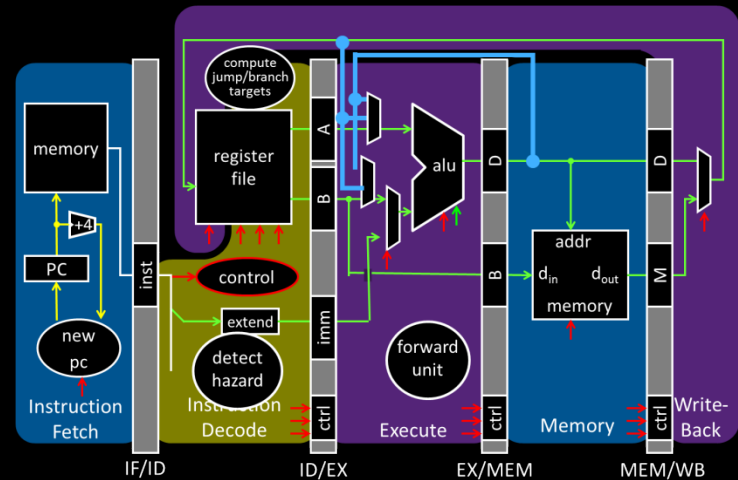 compute
jump/branch
targets
memory
register
file
A
B
alu
D
D
+4
PC
inst
control
addr
d_in
d_out
memory
B
M
new
pc
extend
imm
detect
hazard
forward
unit
Instruction
Fetch
Instruction
Decode
ctrl
Execute
ctrl
Memory
ctrl
Write-
Back
IF/ID
ID/EX
EX/MEM
MEM/WB